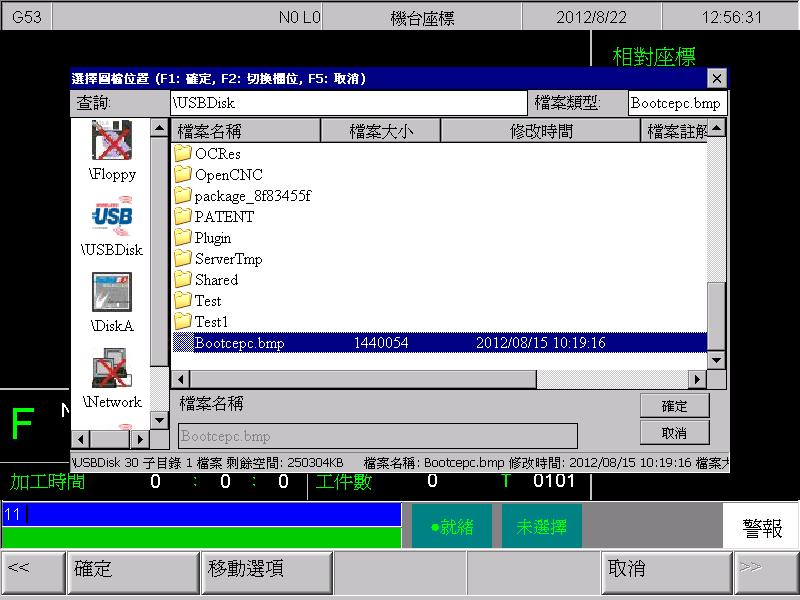 G53 N0 L0 機台座標 2012/8/22 12:56:31
相對座標
選擇圖檔位置 (F1: 確定, F2: 切換欄位, F5: 取消)
查詢: \USBDisk 檔案類型: Bootcepc.bmp
檔案名稱 檔案大小 修改時間 檔案註解
\Floppy
\USBDisk
\DiskA
\Network
OCRes
OpenCNC
package_8f83455f
PATENT
Plugin
ServerTmp
Shared
Test
Test1
Bootcepc.bmp 1440054 2012/08/15 10:19:16
檔案名稱
Bootcepc.bmp
確定
取消
\USBDisk 30 子目錄 1 檔案 剩餘空間: 250304KB 檔案名稱: Bootcepc.bmp 修改時間: 2012/08/15 10:19:16 檔案大
F N
加工時間 0 : 0 : 0 工件數 0 T 0101
11
●就緒 未選擇 警報
<< 確定 移動選項 取消 >>